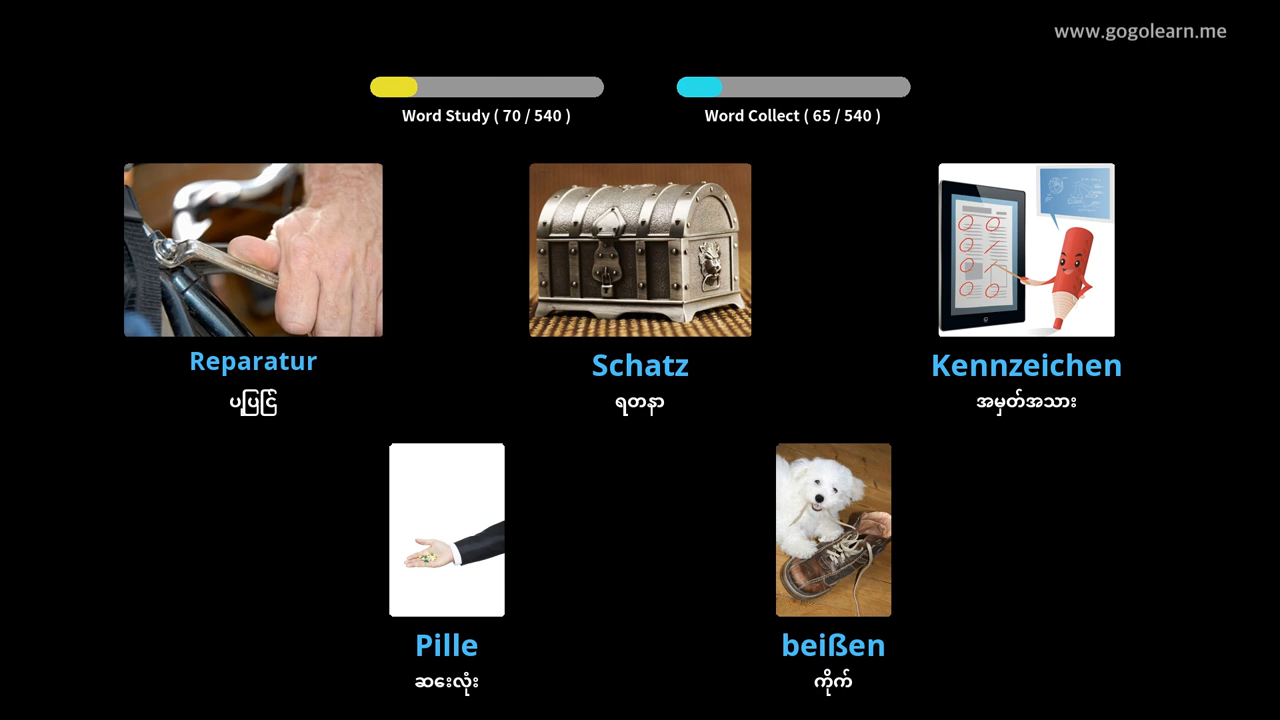 www.gogolearn.me
Word Study ( 70 / 540 )
Word Collect ( 65 / 540 )
Reparatur
ပြုပြင်
Schatz
ရတနာ
Kennzeichen
အမှတ်အသား
Pille
ဆေးလုံး
beißen
ကိုက်